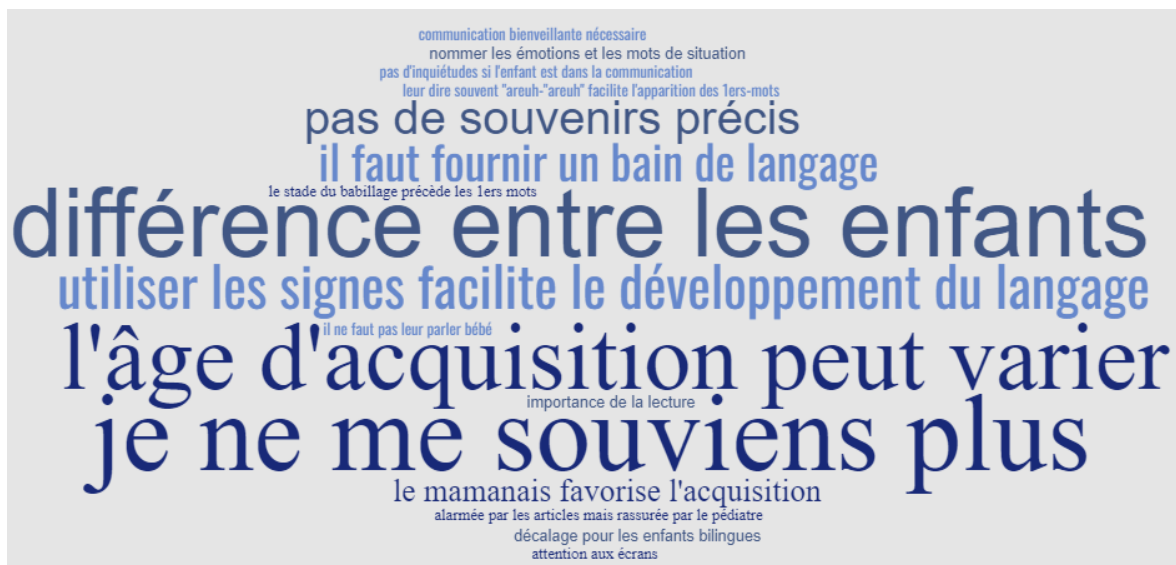 communication bienveillante nécessaire
nommer les émotions et les mots de situation
pas d'inquiétudes si l'enfant est dans la communication
leur dire souvent "areuh-"areuh" facilite l'apparition des 1ers-mots
pas de souvenirs précis
il faut fournir un bain de langage
le stade du babillage précède les 1ers mots
différence entre les enfants
utiliser les signes facilite le développement du langage
il ne faut pas leur parler bébé
l'âge d'acquisition peut varier
importance de la lecture
je ne me souviens plus
le mamanais favorise l'acquisition
alarmée par les articles mais rassurée par le pédiatre
décalage pour les enfants bilingues
attention aux écrans